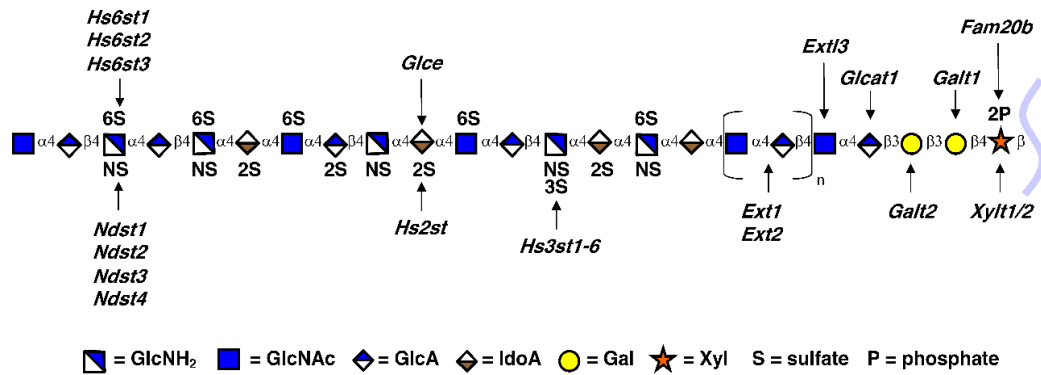 Hs6st1
Hs6st2
Hs6st3
Glce
Extl3
Fam20b
Glcat1
Galt1
6S 6S 6S 6S 6S 2P
α4 β4 α4 β4 α4 α4 α4 β4 α4 α4 α4 β4 α4 α4 α4 α4 α4 β4 α4 β3 β3 β4 β
NS NS 2S 2S NS 2S NS 2S NS n
3S
Ndst1
Ndst2
Ndst3
Ndst4
Hs2st
Hs3st1-6
Ext1
Ext2
Galt2
Xylt1/2
= GlcNH2 = GlcNAc = GlcA = IdoA = Gal = Xyl S = sulfate P = phosphate